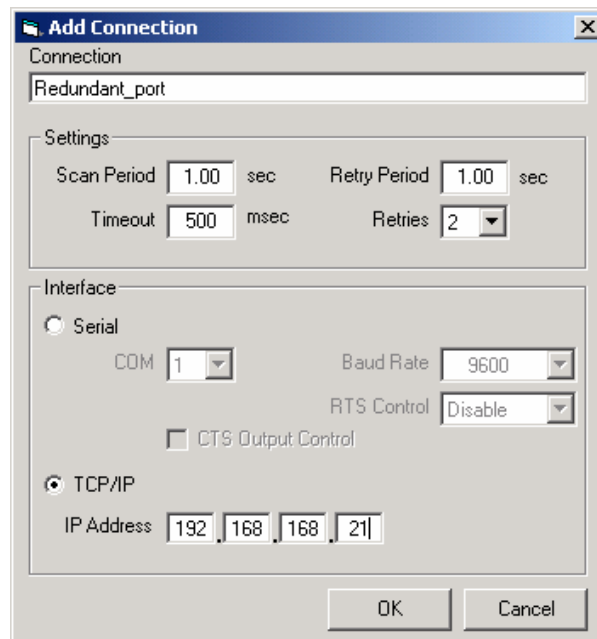 Add Connection
Connection
Redundant_port
Settings
Scan Period 1.00 sec Retry Period 1.00 sec
Timeout 500 msec Retries 2
Interface
Serial
COM 1 Baud Rate 9600
RTS Control Disable
CTS Output Control
TCP/IP
IP Address 192 . 168 . 168 . 21
OK Cancel